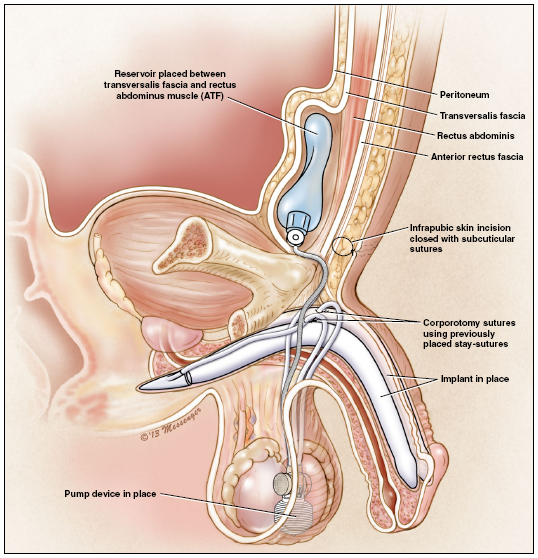 Reservoir placed between
transversalis fascia and rectus
abdominus muscle (ATF)
Peritoneum
Transversalis fascia
Rectus abdominis
Anterior rectus fascia
Infrapubic skin incision
closed with subcuticular
sutures
Corporotomy sutures
using previously
placed stay-sutures
Implant in place
©'13 Messenger
Pump device in place